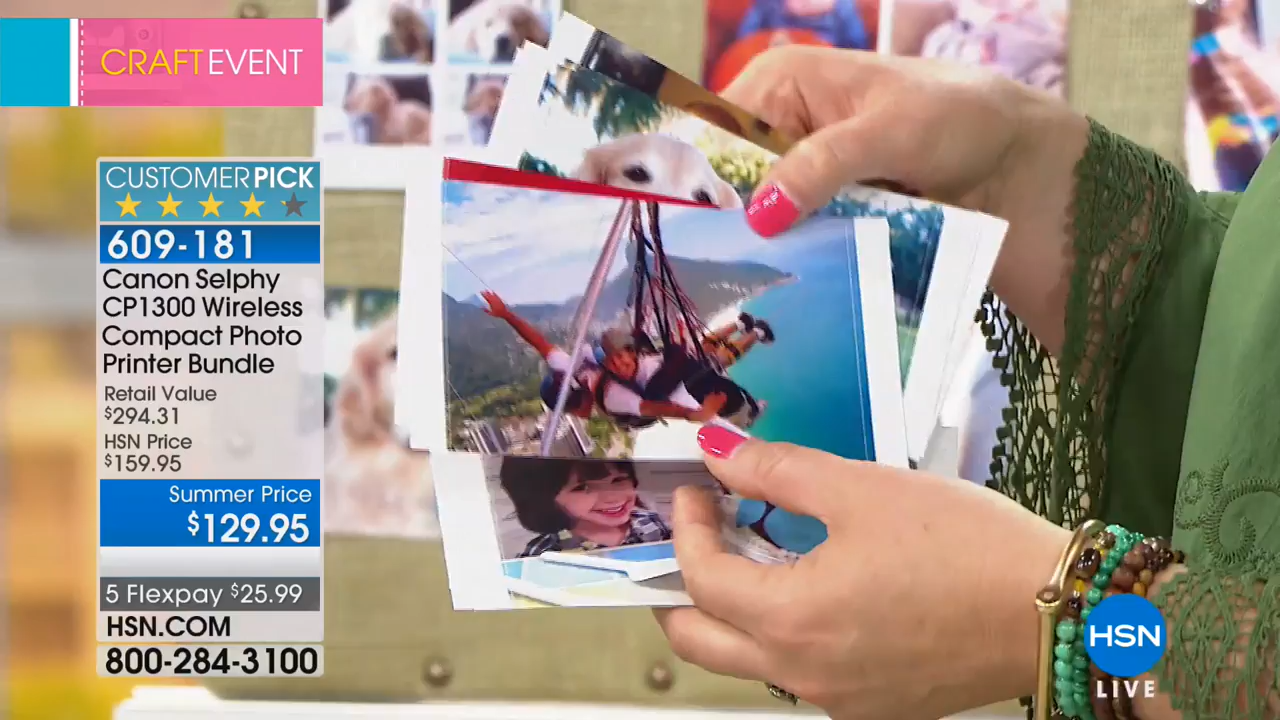 CRAFT EVENT
CUSTOMER PICK
609-181
Canon Selphy
CP1300 Wireless
Compact Photo
Printer Bundle
Retail Value
$294.31
HSN Price
$159.95
Summer Price
$129.95
5 Flexpay $25.99
HSN.COM
800-284-3100
HSN
LIVE